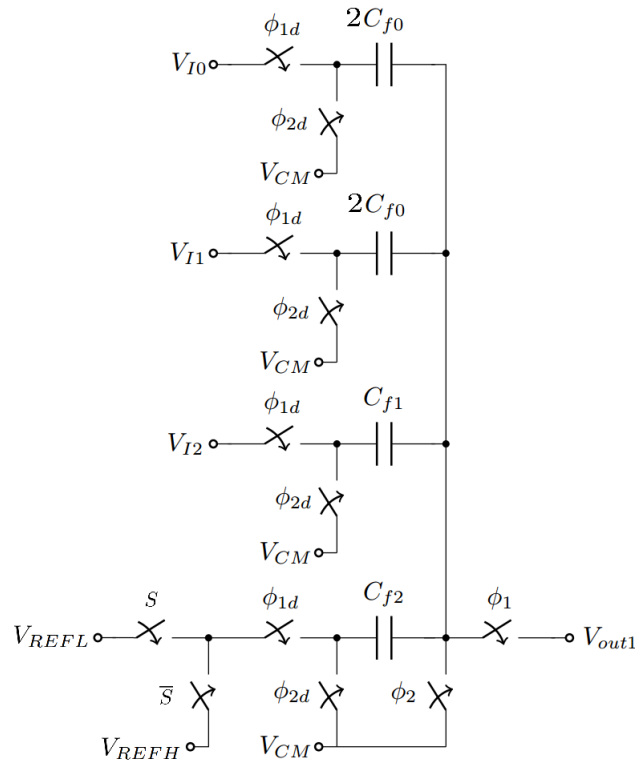 ϕ1d 2Cf0
VI0
ϕ2d
VCM
ϕ1d 2Cf0
VI1
ϕ2d
VCM
ϕ1d Cf1
VI2
ϕ2d
VCM
S ϕ1d Cf2 ϕ1
VREFL Vout1
S̅ ϕ2d ϕ2
VREFH VCM